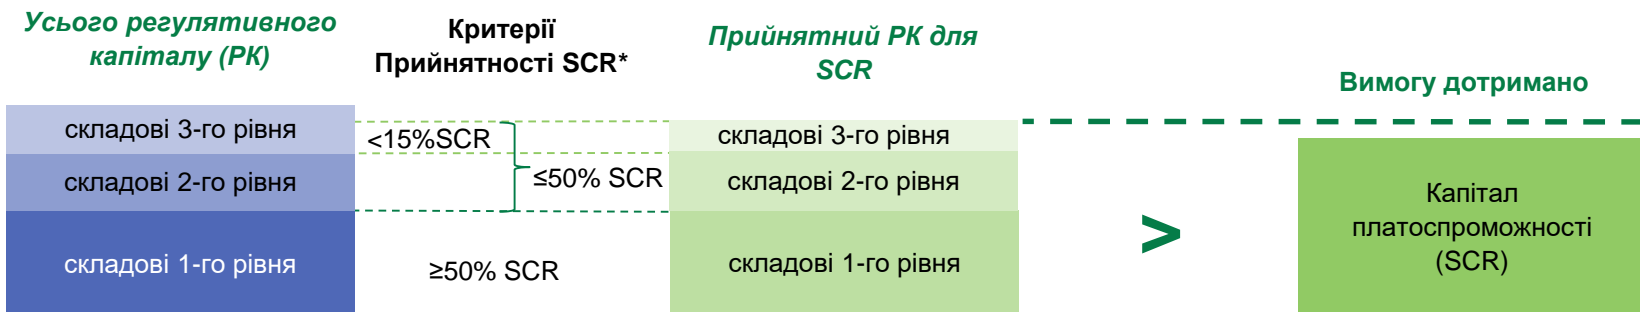 Усього регулятивного
капіталу (РК)
Критерії
Прийнятності SCR*
Прийнятний РК для
SCR
Вимогу дотримано
складові 3-го рівня
<15%SCR
складові 3-го рівня
складові 2-го рівня
≤50% SCR
складові 2-го рівня
складові 1-го рівня
≥50% SCR
складові 1-го рівня
>
Капітал
платоспроможності
(SCR)